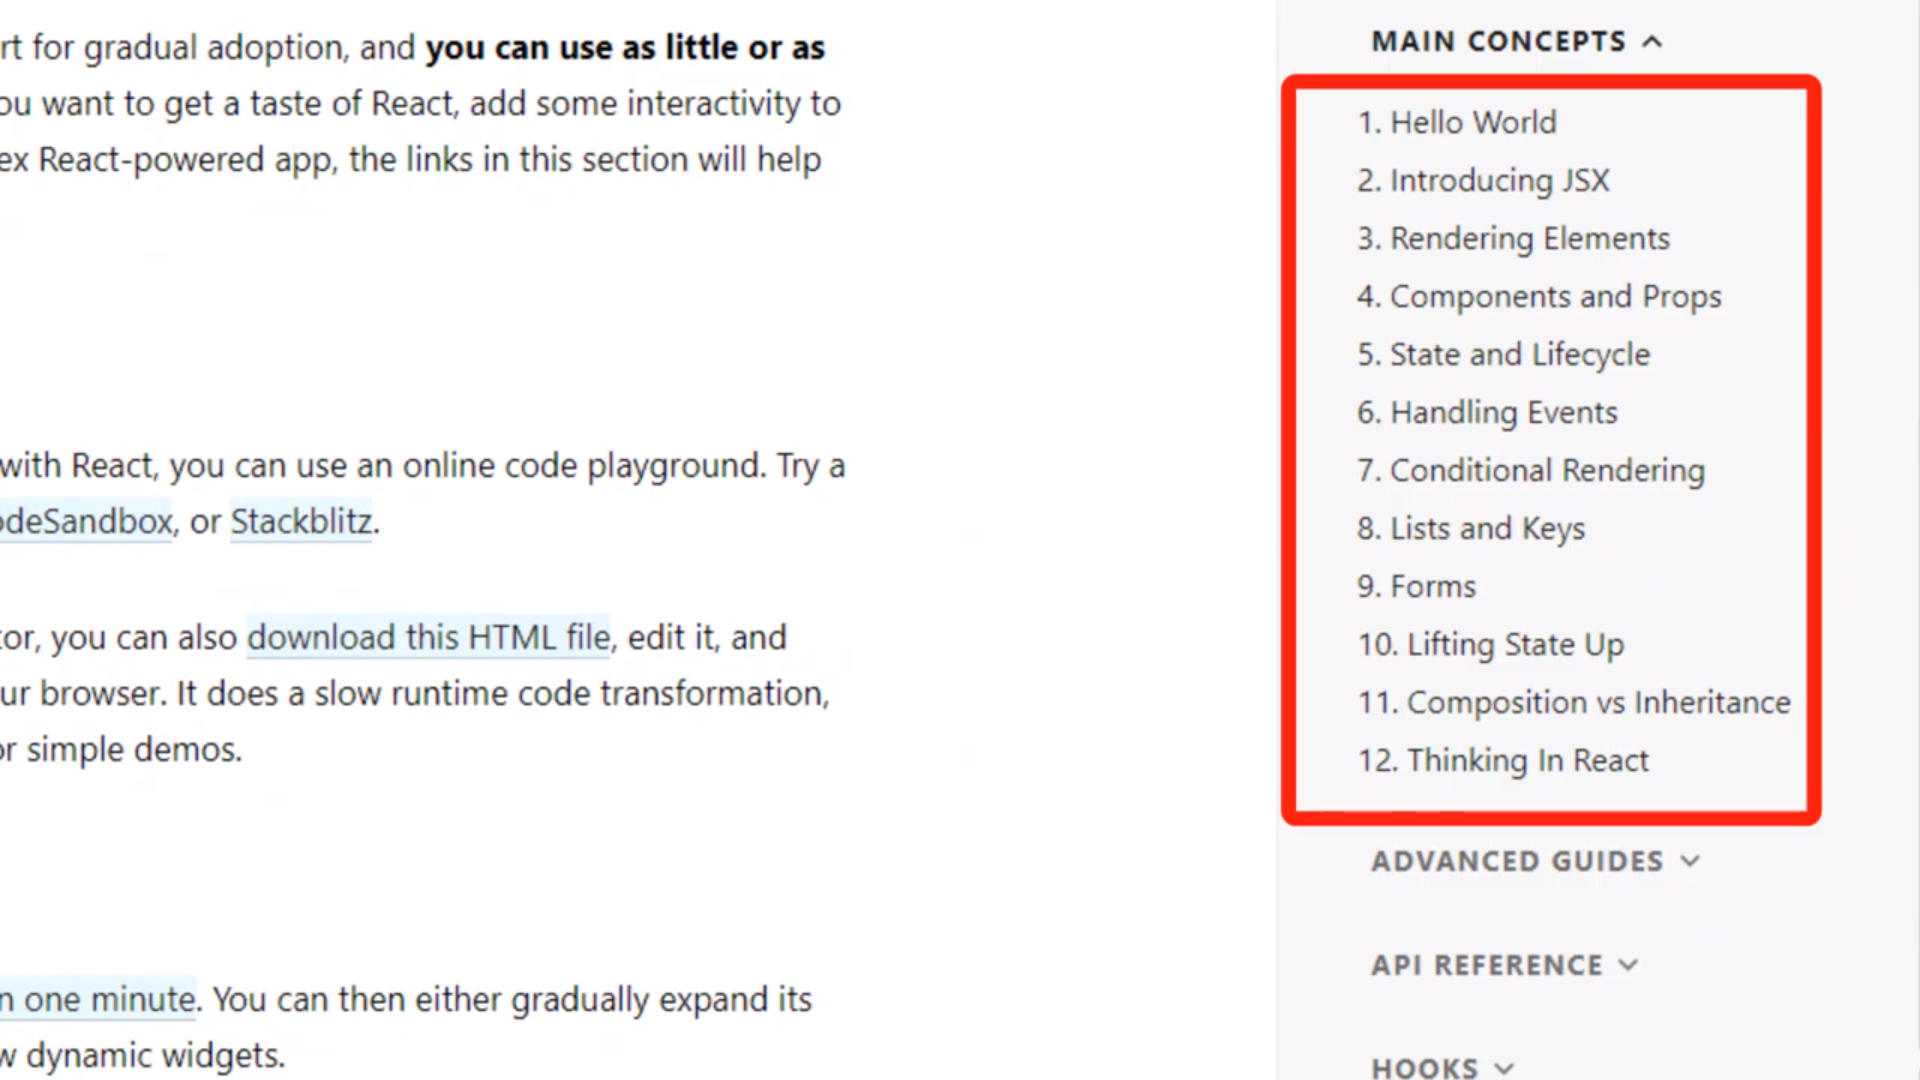 rt for gradual adoption, and you can use as little or as
ou want to get a taste of React, add some interactivity to
ex React-powered app, the links in this section will help
with React, you can use an online code playground. Try a
odeSandbox, or Stackblitz.
tor, you can also download this HTML file, edit it, and
ur browser. It does a slow runtime code transformation,
or simple demos.
n one minute. You can then either gradually expand its
w dynamic widgets.
MAIN CONCEPTS
1. Hello World
2. Introducing JSX
3. Rendering Elements
4. Components and Props
5. State and Lifecycle
6. Handling Events
7. Conditional Rendering
8. Lists and Keys
9. Forms
10. Lifting State Up
11. Composition vs Inheritance
12. Thinking In React
ADVANCED GUIDES
API REFERENCE
HOOKS